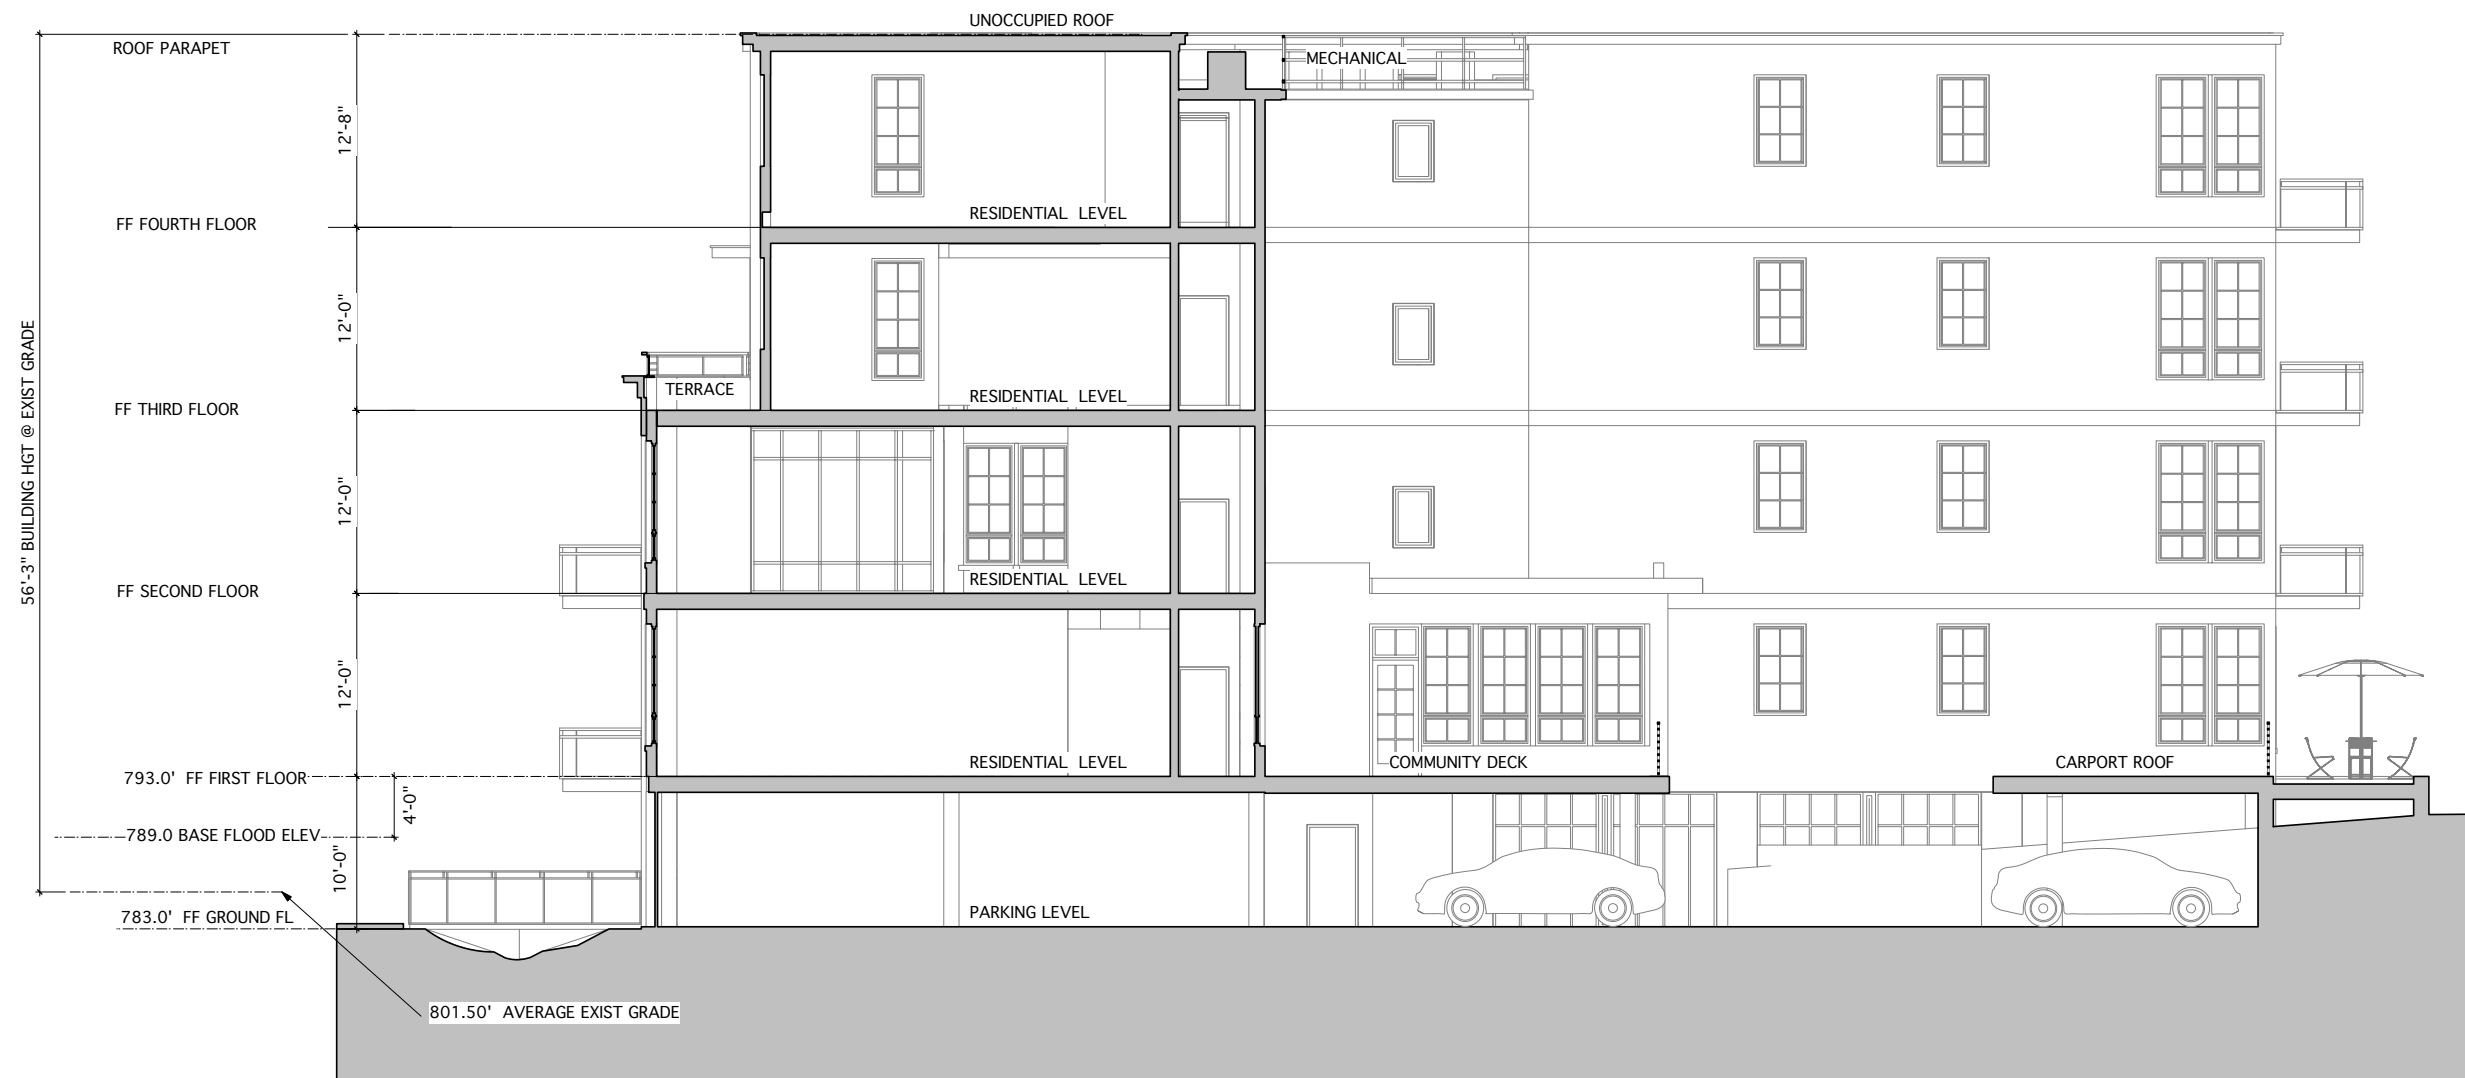 UNOCCUPIED ROOF
ROOF PARAPET
MECHANICAL
12'-8"
FF FOURTH FLOOR
RESIDENTIAL LEVEL
12'-0"
TERRACE
RESIDENTIAL LEVEL
FF THIRD FLOOR
56'-3" BUILDING HGT @ EXIST GRADE
12'-0"
RESIDENTIAL LEVEL
FF SECOND FLOOR
12'-0"
RESIDENTIAL LEVEL
COMMUNITY DECK
CARPORT ROOF
793.0' FF FIRST FLOOR
4'-0"
789.0 BASE FLOOD ELEV
10'-0"
783.0' FF GROUND FL
PARKING LEVEL
801.50' AVERAGE EXIST GRADE